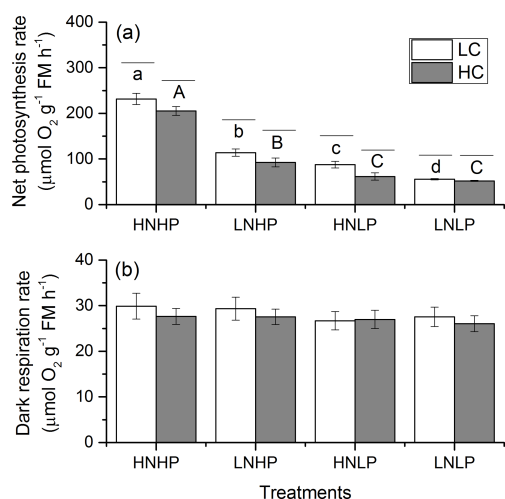 (a)
LC
HC
400
300
200
100
0
Net photosynthesis rate
(μmol O₂ g⁻¹ FM h⁻¹)
a A
b B
c C
d C
HNHP LNHP HNLP LNLP
(b)
40
30
20
10
0
Dark respiration rate
(μmol O₂ g⁻¹ FM h⁻¹)
HNHP LNHP HNLP LNLP
Treatments